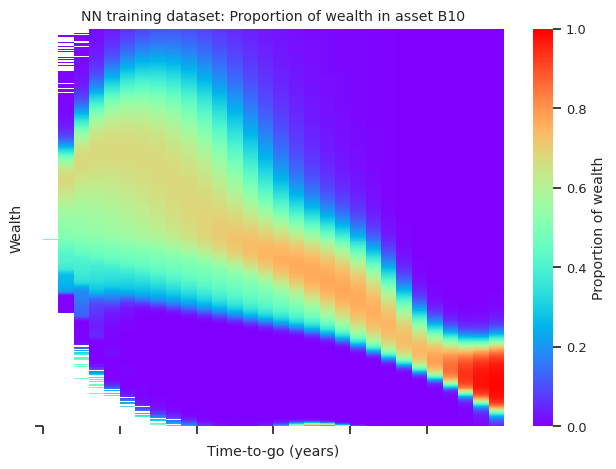 NN training dataset: Proportion of wealth in asset B10
Wealth
Time-to-go (years)
1.0
0.8
0.6
0.4
0.2
0.0
Proportion of wealth